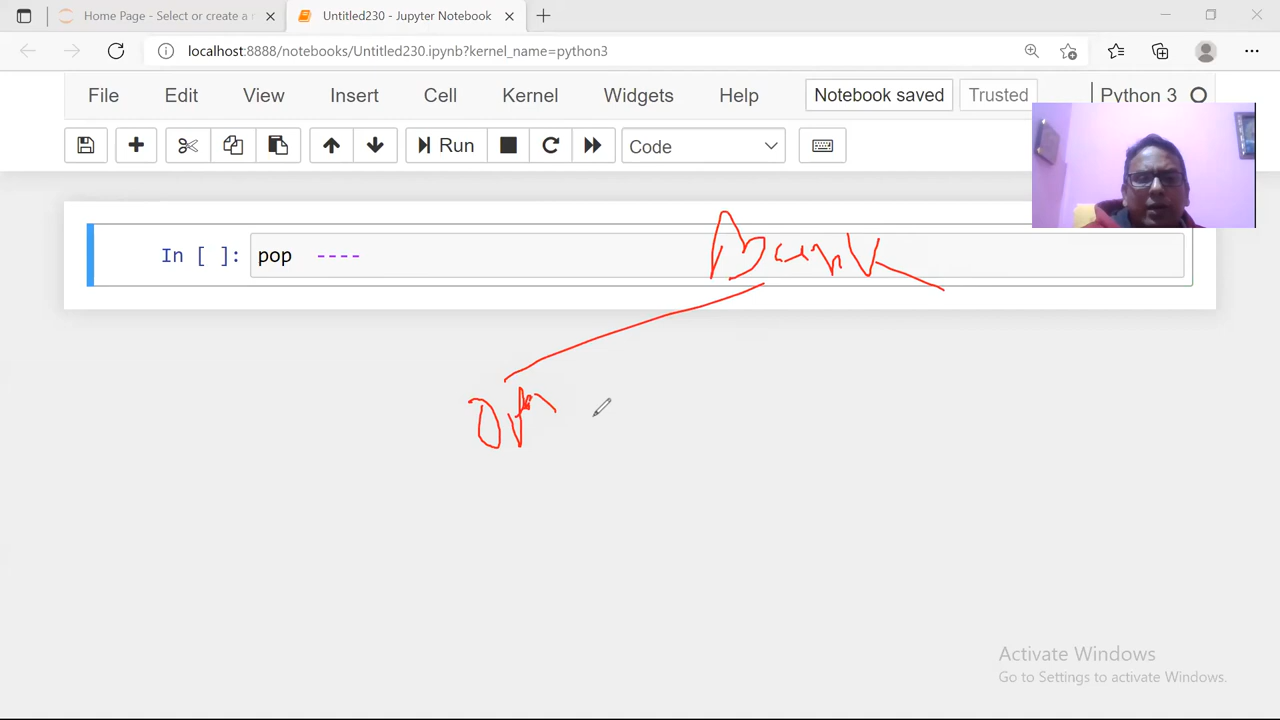 Home Page - Select or create a n
Untitled230 - Jupyter Notebook
localhost:8888/notebooks/Untitled230.ipynb?kernel_name=python3
File Edit View Insert Cell Kernel Widgets Help Notebook saved Trusted Python 3
Run Code
In [ ]: pop ----
Bank
Activate Windows
Go to Settings to activate Windows.